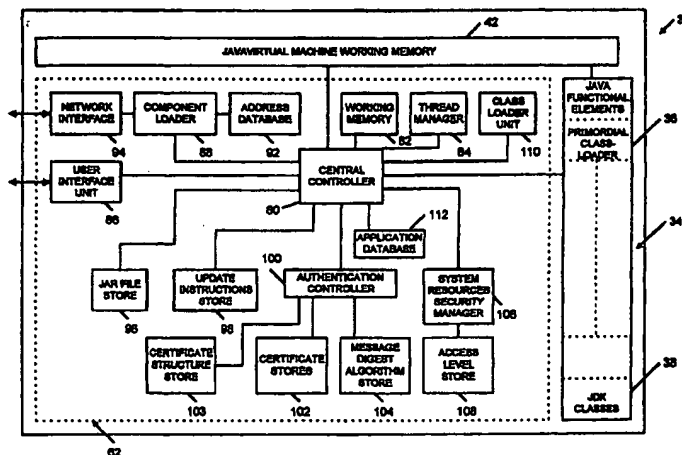 42
JAVAVIRTUAL MACHINE WORKING MEMORY
NETWORK
INTERFACE
94
COMPONENT
LOADER
88
ADDRESS
DATABASE
92
WORKING
MEMORY
82
THREAD
MANAGER
84
CLASS
LOADER
UNIT
110
JAVA
FUNCTIONAL
ELEMENTS
36
PRIMORDIAL
CLASS-
LOADER
34
USER
INTERFACE
UNIT
86
CENTRAL
CONTROLLER
80
112
APPLICATION
DATABASE
JAR FILE
STORE
96
UPDATE
INSTRUCTIONS
STORE
98
100
AUTHENTICATION
CONTROLLER
SYSTEM
RESOURCES
SECURITY
MANAGER
106
CERTIFICATE
STRUCTURE
STORE
103
CERTIFICATE
STORES
102
MESSAGE
DIGEST
ALGORITHM
STORE
104
ACCESS
LEVEL
STORE
108
38
JDK
CLASSES
62